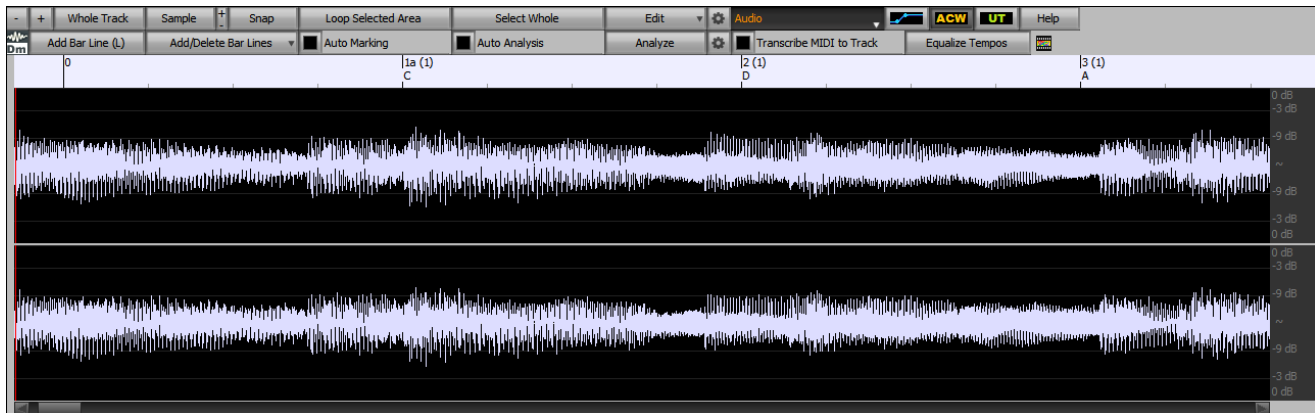 - + Whole Track Sample + - Snap Loop Selected Area Select Whole Edit Audio ACW UT Help
Dm Add Bar Line (L) Add/Delete Bar Lines Auto Marking Auto Analysis Analyze Transcribe MIDI to Track Equalize Tempos
0 1a (1) 2 (1) 3 (1)
C D A
0 dB
-3 dB
-9 dB
~
-9 dB
-3 dB
0 dB
0 dB
-3 dB
-9 dB
~
-9 dB
-3 dB
0 dB